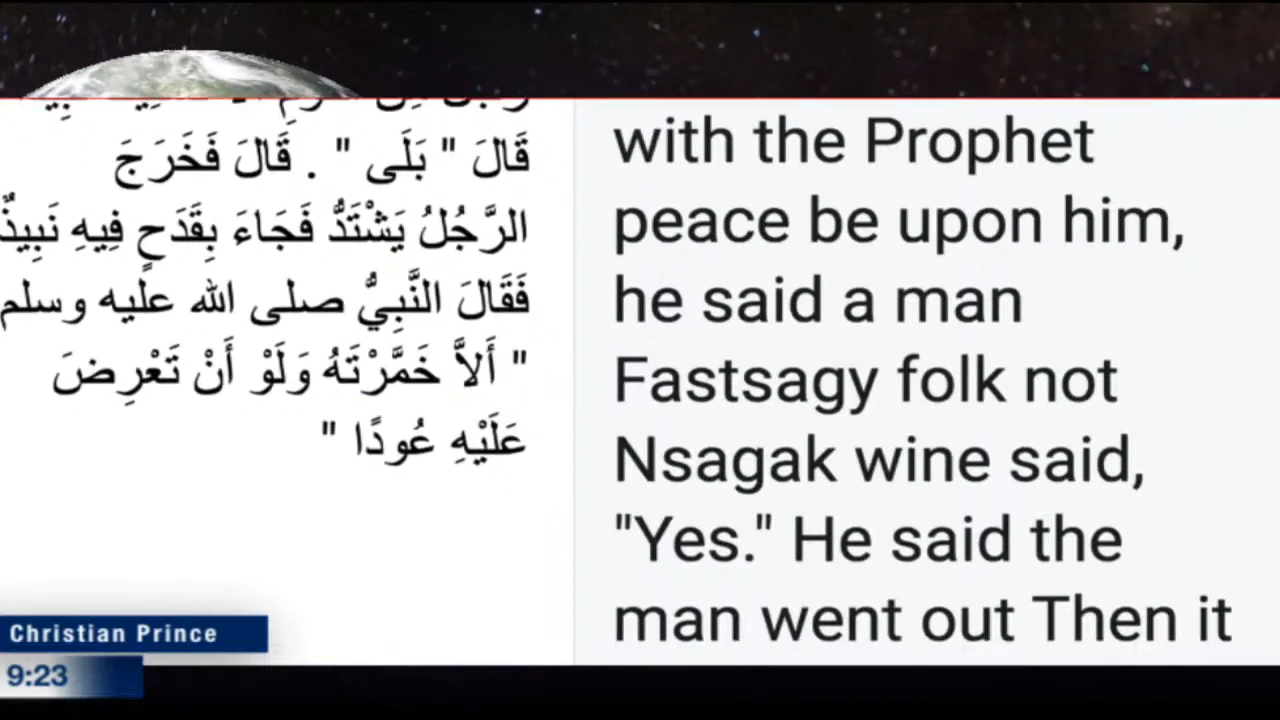 قَالَ " بَلَى " . قَالَ فَخَرَجَ
الرَّجُلُ يَشْتَدُّ فَجَاءَ بِقَدَحٍ فِيهِ نَبِيذٌ
فَقَالَ النَّبِيُّ صلى الله عليه وسلم
" أَلاَّ خَمَّرْتَهُ وَلَوْ أَنْ تَعْرِضَ
عَلَيْهِ عُودًا "
with the Prophet
peace be upon him,
he said a man
Fastsagy folk not
Nsagak wine said,
"Yes." He said the
man went out Then it
Christian Prince
9:23